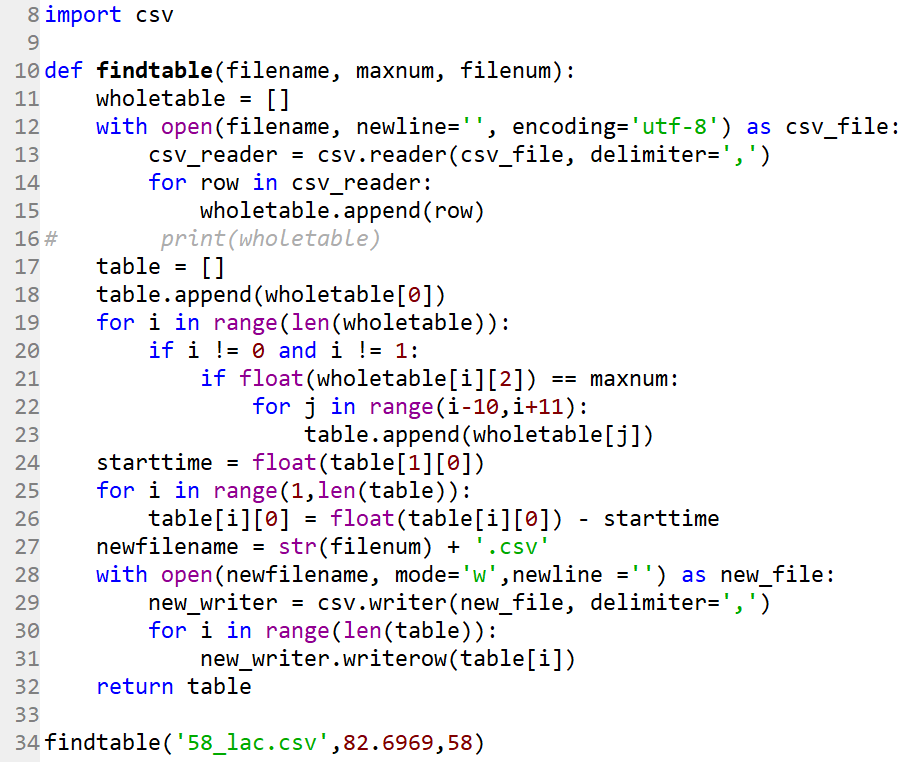 8 import csv
9
10 def findtable(filename, maxnum, filenum):
11     wholetable = []
12     with open(filename, newline='', encoding='utf-8') as csv_file:
13         csv_reader = csv.reader(csv_file, delimiter=',')
14         for row in csv_reader:
15             wholetable.append(row)
16 #        print(wholetable)
17     table = []
18     table.append(wholetable[0])
19     for i in range(len(wholetable)):
20         if i != 0 and i != 1:
21             if float(wholetable[i][2]) == maxnum:
22                 for j in range(i-10,i+11):
23                     table.append(wholetable[j])
24     starttime = float(table[1][0])
25     for i in range(1,len(table)):
26         table[i][0] = float(table[i][0]) - starttime
27     newfilename = str(filenum) + '.csv'
28     with open(newfilename, mode='w',newline ='') as new_file:
29         new_writer = csv.writer(new_file, delimiter=',')
30         for i in range(len(table)):
31             new_writer.writerow(table[i])
32     return table
33
34 findtable('58_lac.csv',82.6969,58)